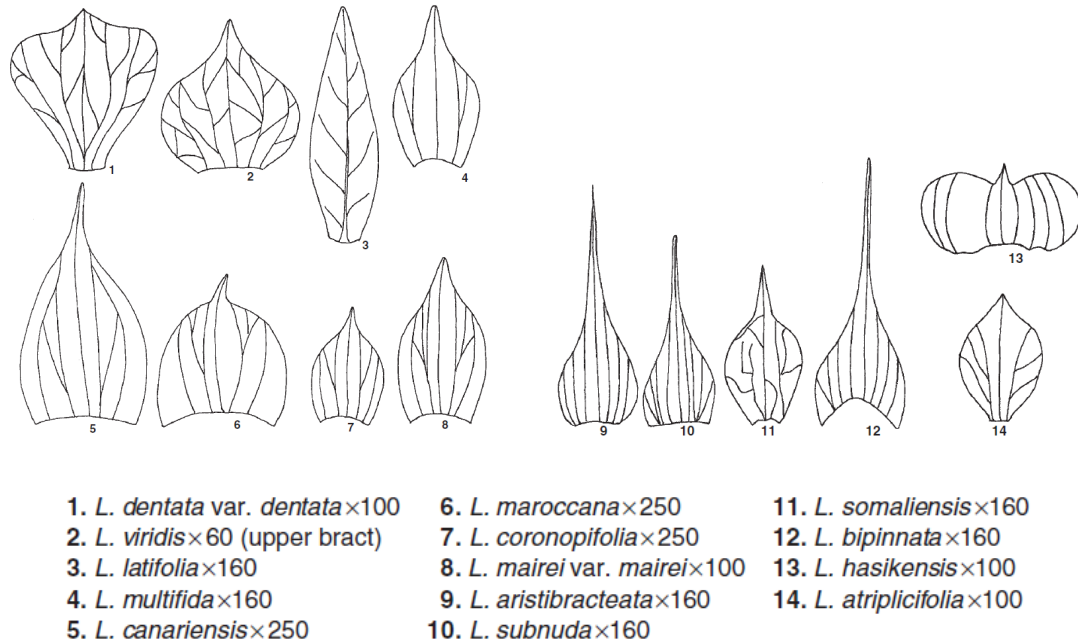 1
2
3
4
5
6
7
8
9
10
11
12
13
14
1. L. dentata var. dentata×100
2. L. viridis×60 (upper bract)
3. L. latifolia×160
4. L. multifida×160
5. L. canariensis×250
6. L. maroccana×250
7. L. coronopifolia×250
8. L. mairei var. mairei×100
9. L. aristibracteata×160
10. L. subnuda×160
11. L. somaliensis×160
12. L. bipinnata×160
13. L. hasikensis×100
14. L. atriplicifolia×100